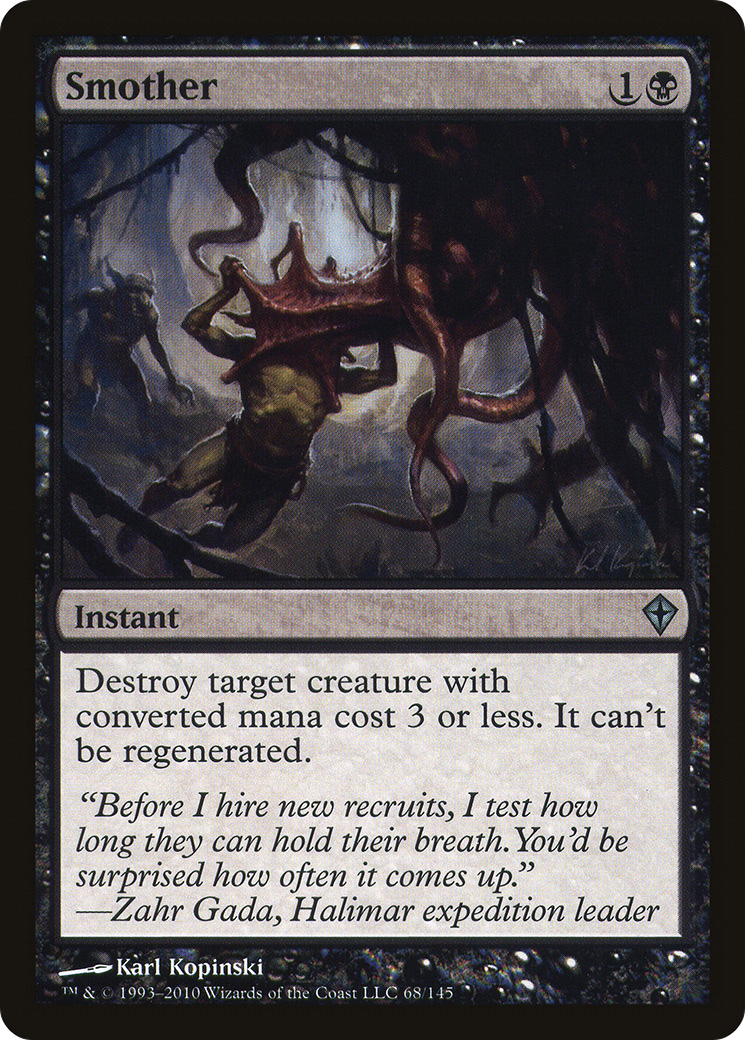 Smother 1
Instant
Destroy target creature with
converted mana cost 3 or less. It can't
be regenerated.
"Before I hire new recruits, I test how
long they can hold their breath. You'd be
surprised how often it comes up."
—Zahr Gada, Halimar expedition leader
Karl Kopinski
™ & © 1993–2010 Wizards of the Coast LLC 68/145